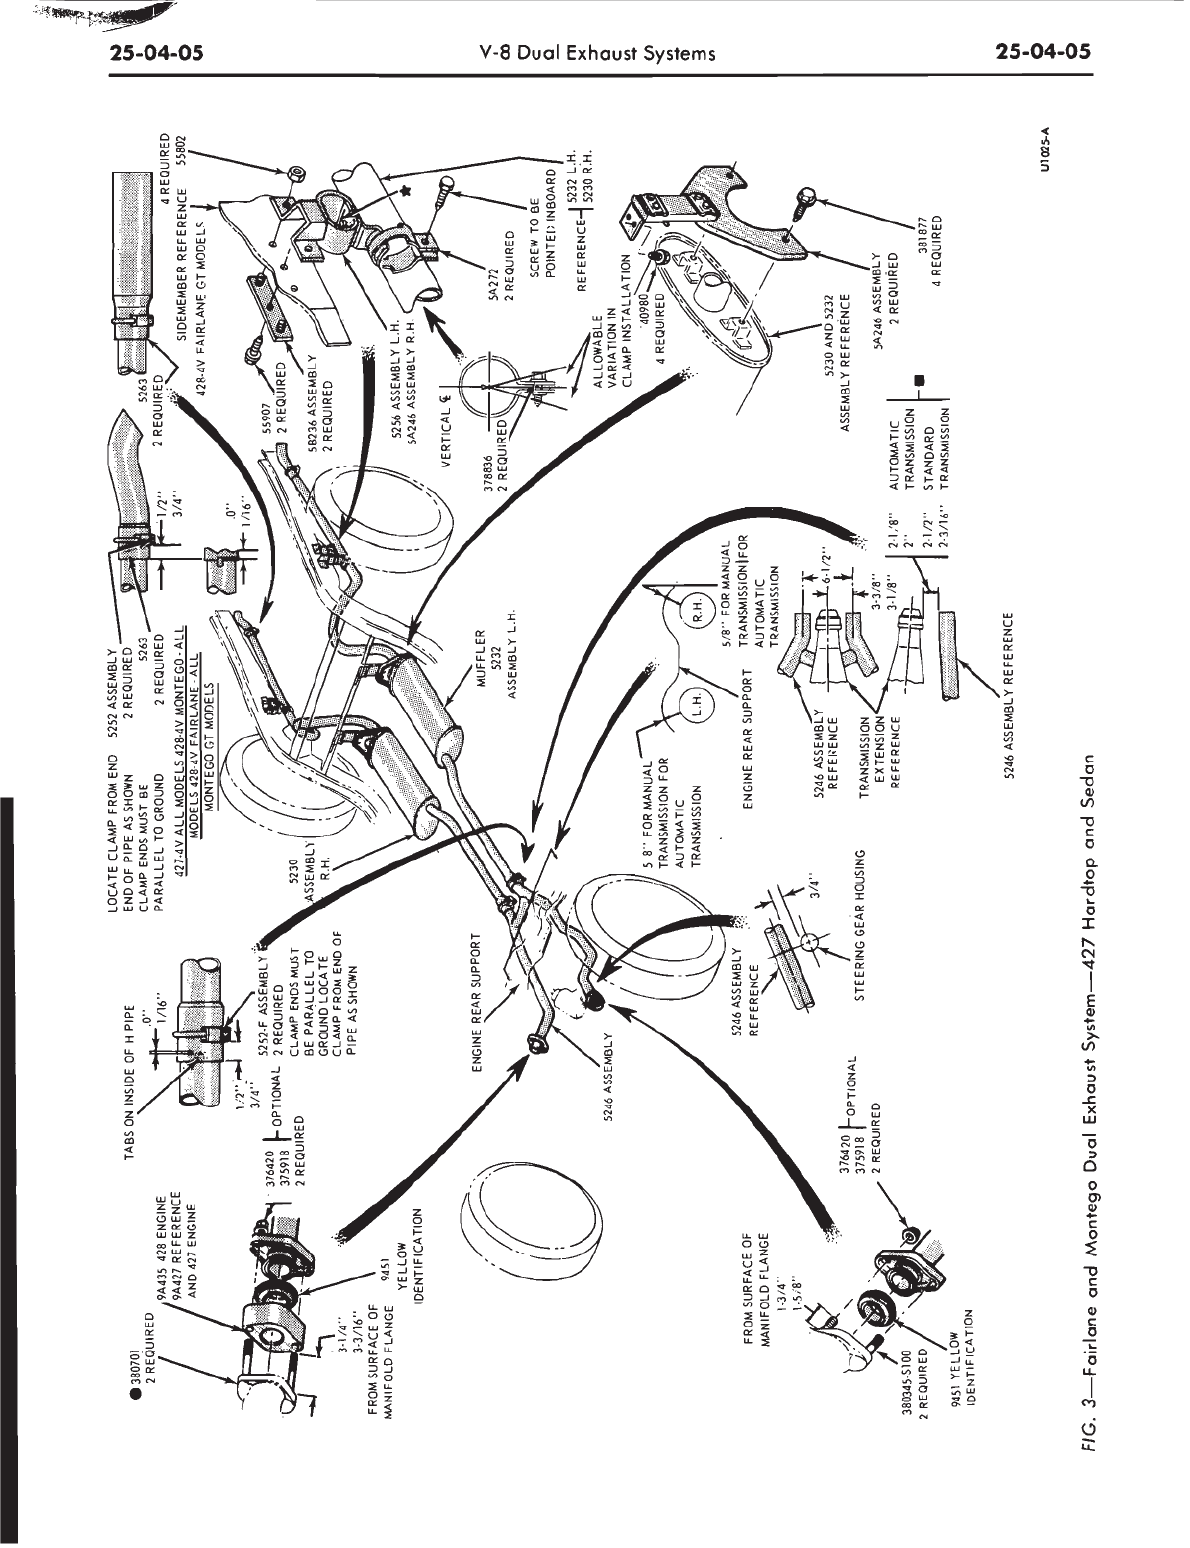 25-04-05
V-8 Dual Exhaust Systems
25-04-05
LOCATE CLAMP FROM END
END OF PIPE AS SHOWN
CLAMP ENDS MUST BE
PARALLEL TO GROUND
5252 ASSEMBLY
2 REQUIRED
5263
2 REQUIRED
427-4V ALL MODELS 428-4V MONTEGO-ALL
MODELS 428-4V FAIRLANE-ALL
MONTEGO GT MODELS
1/2"
3/4"
.0"
1/16"
5263
2 REQUIRED
SIDEMEMBER REFERENCE
428-4V FAIRLANE GT MODELS
4 REQUIRED
55802
55907
2 REQUIRED
5B236 ASSEMBLY
2 REQUIRED
5256 ASSEMBLY L.H.
5A246 ASSEMBLY R.H.
5A272
2 REQUIRED
SCREW TO BE
POINTED INBOARD
REFERENCE
5232 L.H.
5230 R.H.
VERTICAL ℄
378836
2 REQUIRED
ALLOWABLE
VARIATION IN
CLAMP INSTALLATION
40980
4 REQUIRED
5230 AND 5232
ASSEMBLY REFERENCE
5A246 ASSEMBLY
2 REQUIRED
381877
4 REQUIRED
U1025-A
TABS ON INSIDE OF H PIPE
.0"
1/16"
1/2"
3/4"
5252-F ASSEMBLY
2 REQUIRED
CLAMP ENDS MUST
BE PARALLEL TO
GROUND LOCATE
CLAMP FROM END OF
PIPE AS SHOWN
5230
ASSEMBLY
R.H.
MUFFLER
5232
ASSEMBLY L.H.
ENGINE REAR SUPPORT
5246 ASSEMBLY
● 380701
2 REQUIRED
9A435 428 ENGINE
9A427 REFERENCE
AND 427 ENGINE
376420
375918
OPTIONAL
2 REQUIRED
9451
YELLOW
IDENTIFICATION
3-1/4"
3-3/16"
FROM SURFACE OF
MANIFOLD FLANGE
5 8" FOR MANUAL
TRANSMISSION FOR
AUTOMATIC
TRANSMISSION
L.H.
R.H.
5/8" FOR MANUAL
TRANSMISSION FOR
AUTOMATIC
TRANSMISSION
ENGINE REAR SUPPORT
5246 ASSEMBLY
REFERENCE
TRANSMISSION
EXTENSION
REFERENCE
6-1/2"
3-3/8"
3-1/8"
2-1/8"
2"
AUTOMATIC
TRANSMISSION
2-1/2"
2-3/16"
STANDARD
TRANSMISSION
■
5246 ASSEMBLY REFERENCE
5246 ASSEMBLY
REFERENCE
3/4"
STEERING GEAR HOUSING
FROM SURFACE OF
MANIFOLD FLANGE
1-3/4"
1-5/8"
376420
375918
OPTIONAL
2 REQUIRED
380345-S100
2 REQUIRED
9451 YELLOW
IDENTIFICATION
FIG. 3—Fairlane and Montego Dual Exhaust System—427 Hardtop and Sedan